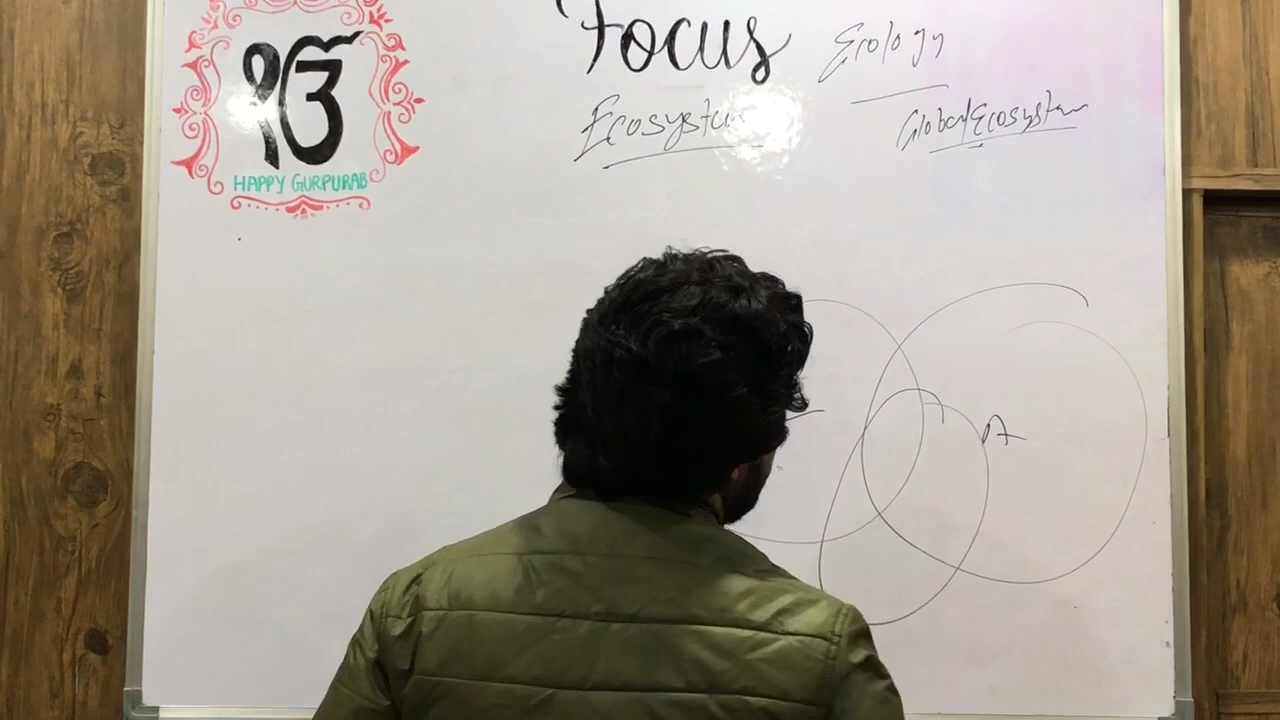 ੴ
HAPPY GURPURAB
Focus
Ecology
Ecosystem
Global Ecosystem
A